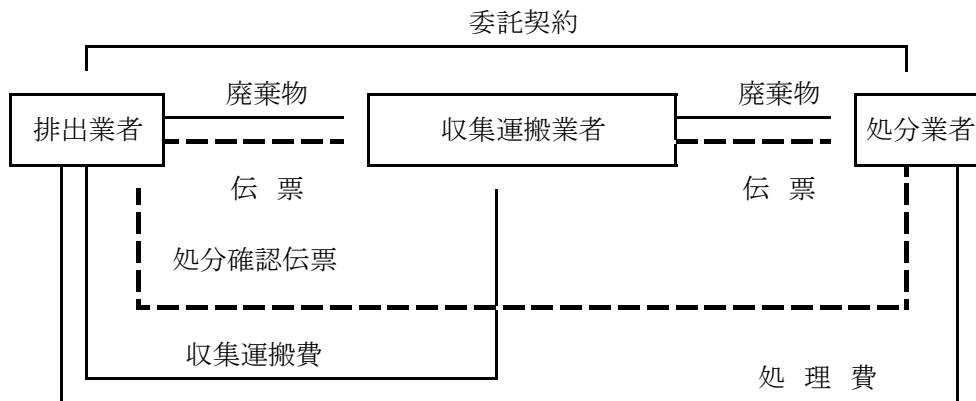 委託契約
廃棄物
廃棄物
排出業者
収集運搬業者
処分業者
伝 票
伝 票
処分確認伝票
収集運搬費
処 理 費